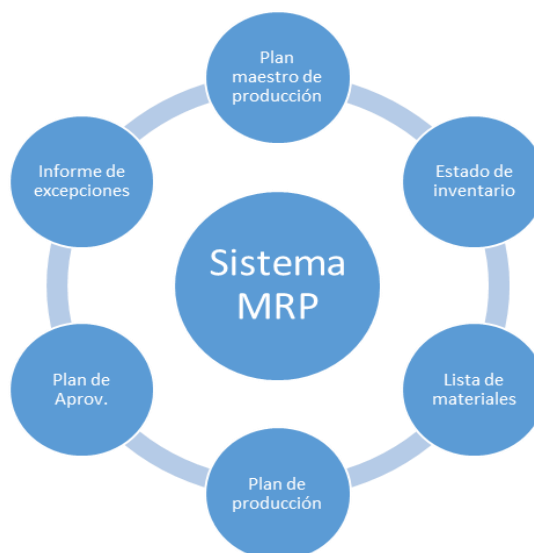 Plan
maestro de
producción
Informe de
excepciones
Estado de
inventario
Sistema
MRP
Plan de
Aprov.
Lista de
materiales
Plan de
producción